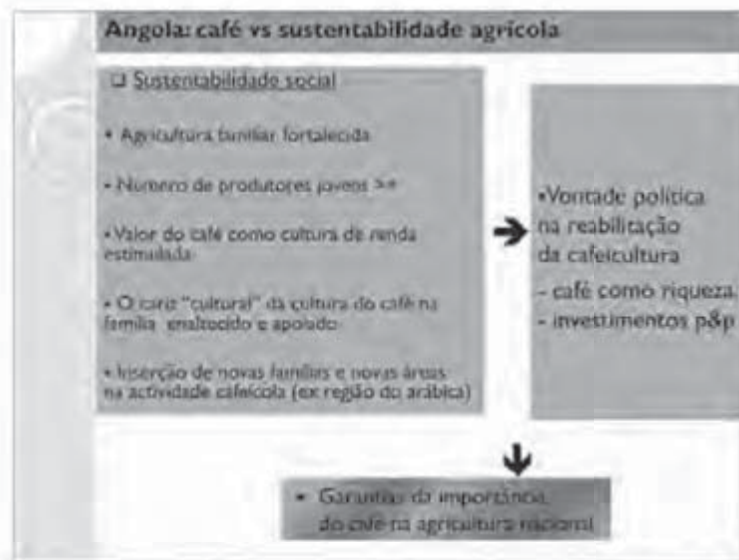 Angola: café vs sustentabilidade agrícola
❑ Sustentabilidade social
• Agricultura familiar fortalecida
• Número de produtores jovens >=
• Valor do café como cultura de renda
estimulada
• O cariz "cultural" da cultura do café na
família enaltecido e apoiado
• Inserção de novas famílias e novas áreas
na actividade cafeícola (ex região do arábica)
•Vontade política
na reabilitação
da cafeicultura
- café como riqueza
- investimentos p&p
• Garantias da importância
do café na agricultura nacional